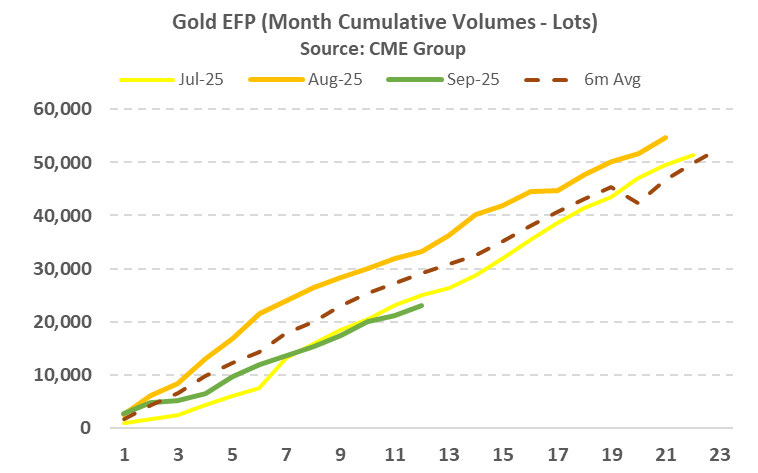 Gold EFP (Month Cumulative Volumes - Lots)
Source: CME Group
Jul-25 Aug-25 Sep-25 6m Avg
60,000
50,000
40,000
30,000
20,000
10,000
0
1 3 5 7 9 11 13 15 17 19 21 23